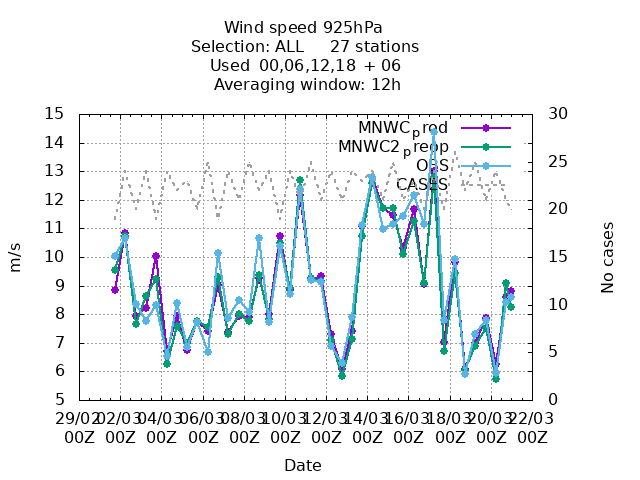 Wind speed 925hPa
Selection: ALL 27 stations
Used 00,06,12,18 + 06
Averaging window: 12h
MNWCprod
MNWC2preop
OBS
CASES
15
14
13
12
11
10
9
8
7
6
5
m/s
30
25
20
15
10
5
0
No cases
29/02 02/03 04/03 06/03 08/03 10/03 12/03 14/03 16/03 18/03 20/03 22/03
00Z 00Z 00Z 00Z 00Z 00Z 00Z 00Z 00Z 00Z 00Z 00Z
Date